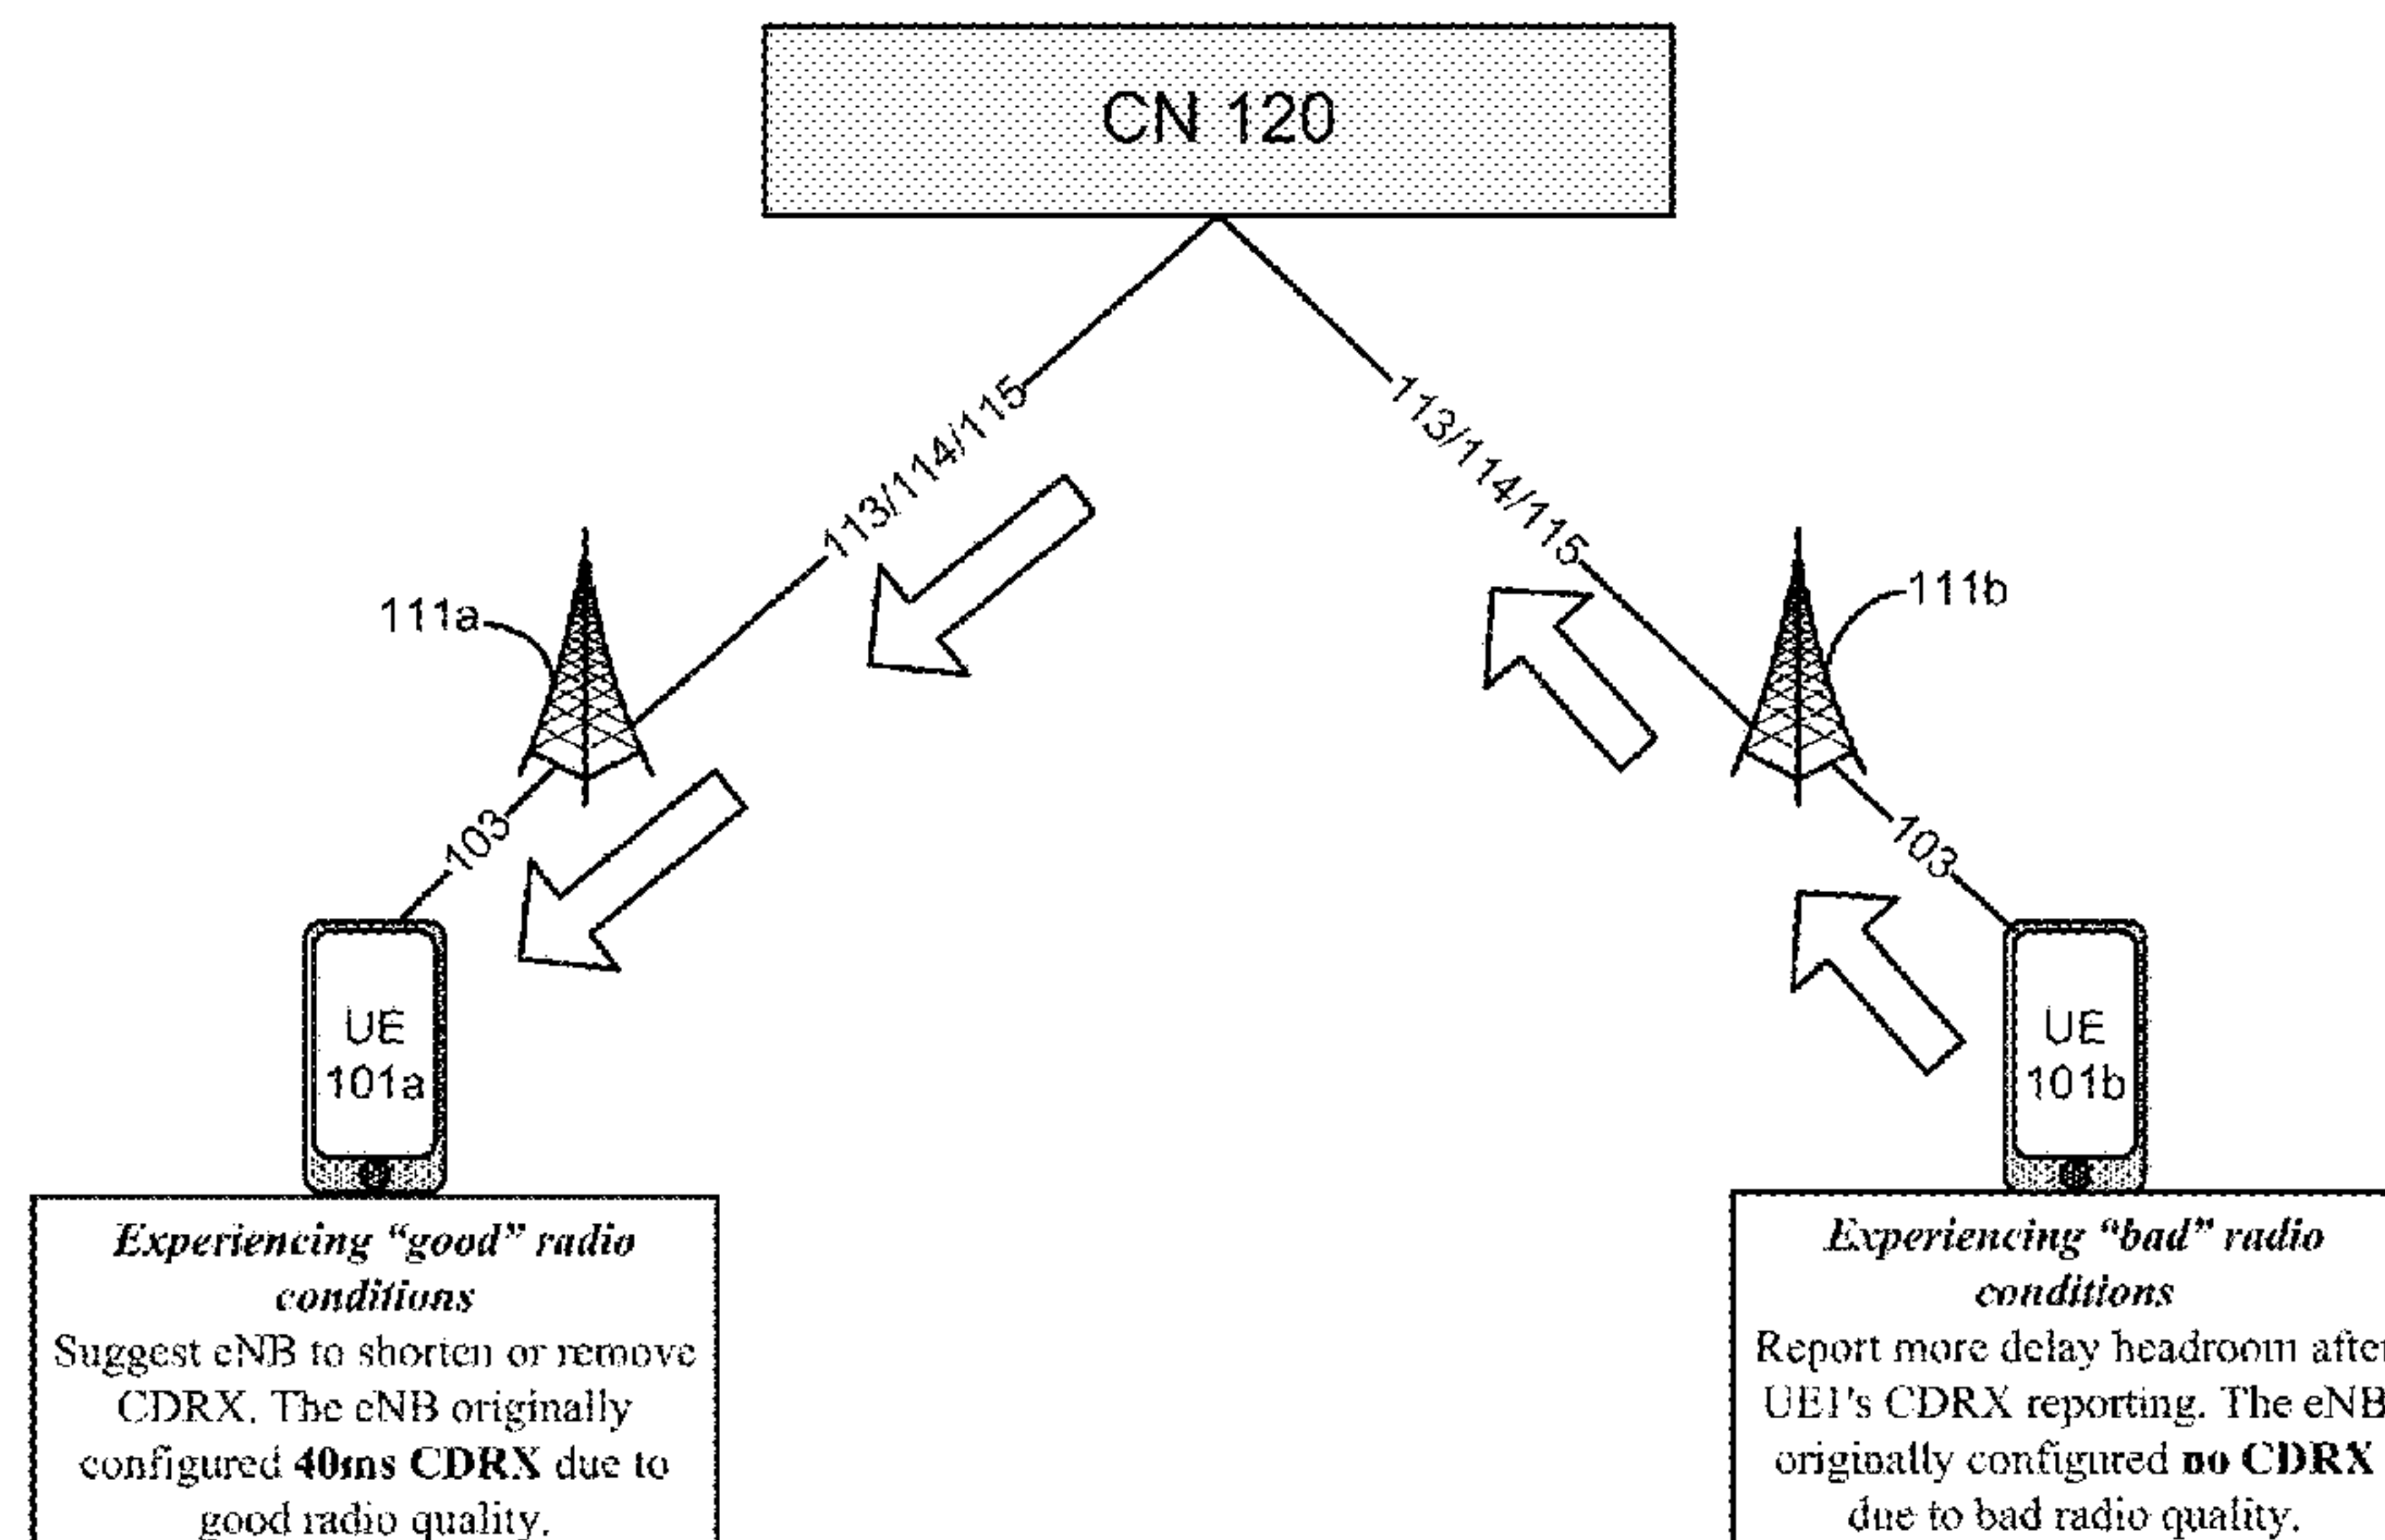 CN 120
113/114/115
113/114/115
111a
111b
103
103
UE
101a
UE
101b
Experiencing “good” radio
conditions
Suggest eNB to shorten or remove
CDRX. The eNB originally
configured 40ms CDRX due to
good radio quality.
Experiencing “bad” radio
conditions
Report more delay headroom after
UE1's CDRX reporting. The eNB
originally configured no CDRX
due to bad radio quality.